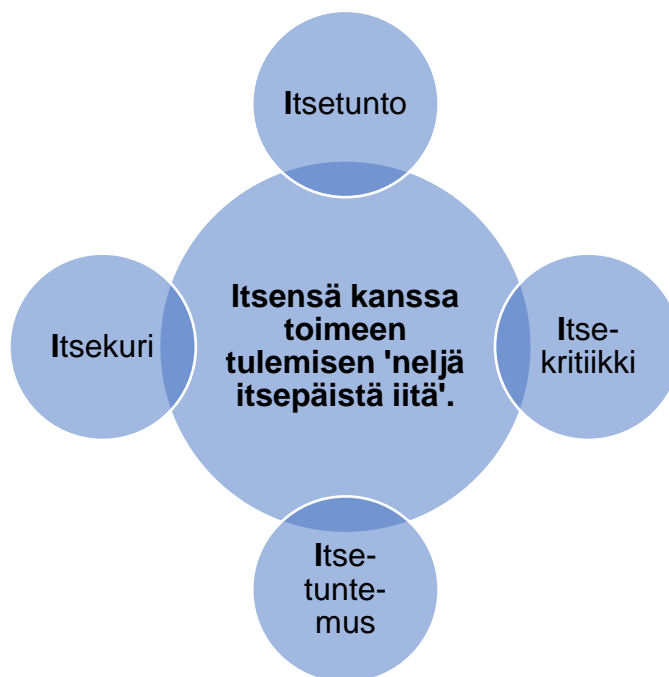 Itsetunto
Itsensä kanssa
toimeen
tulemisen 'neljä
itsepäistä iitä'.
Itsekuri
Itse-
kritiikki
Itse-
tunte-
mus